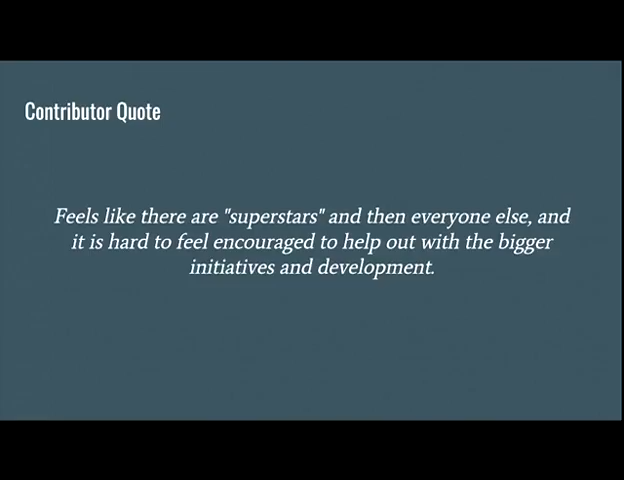 Contributor Quote
Feels like there are "superstars" and then everyone else, and
it is hard to feel encouraged to help out with the bigger
initiatives and development.